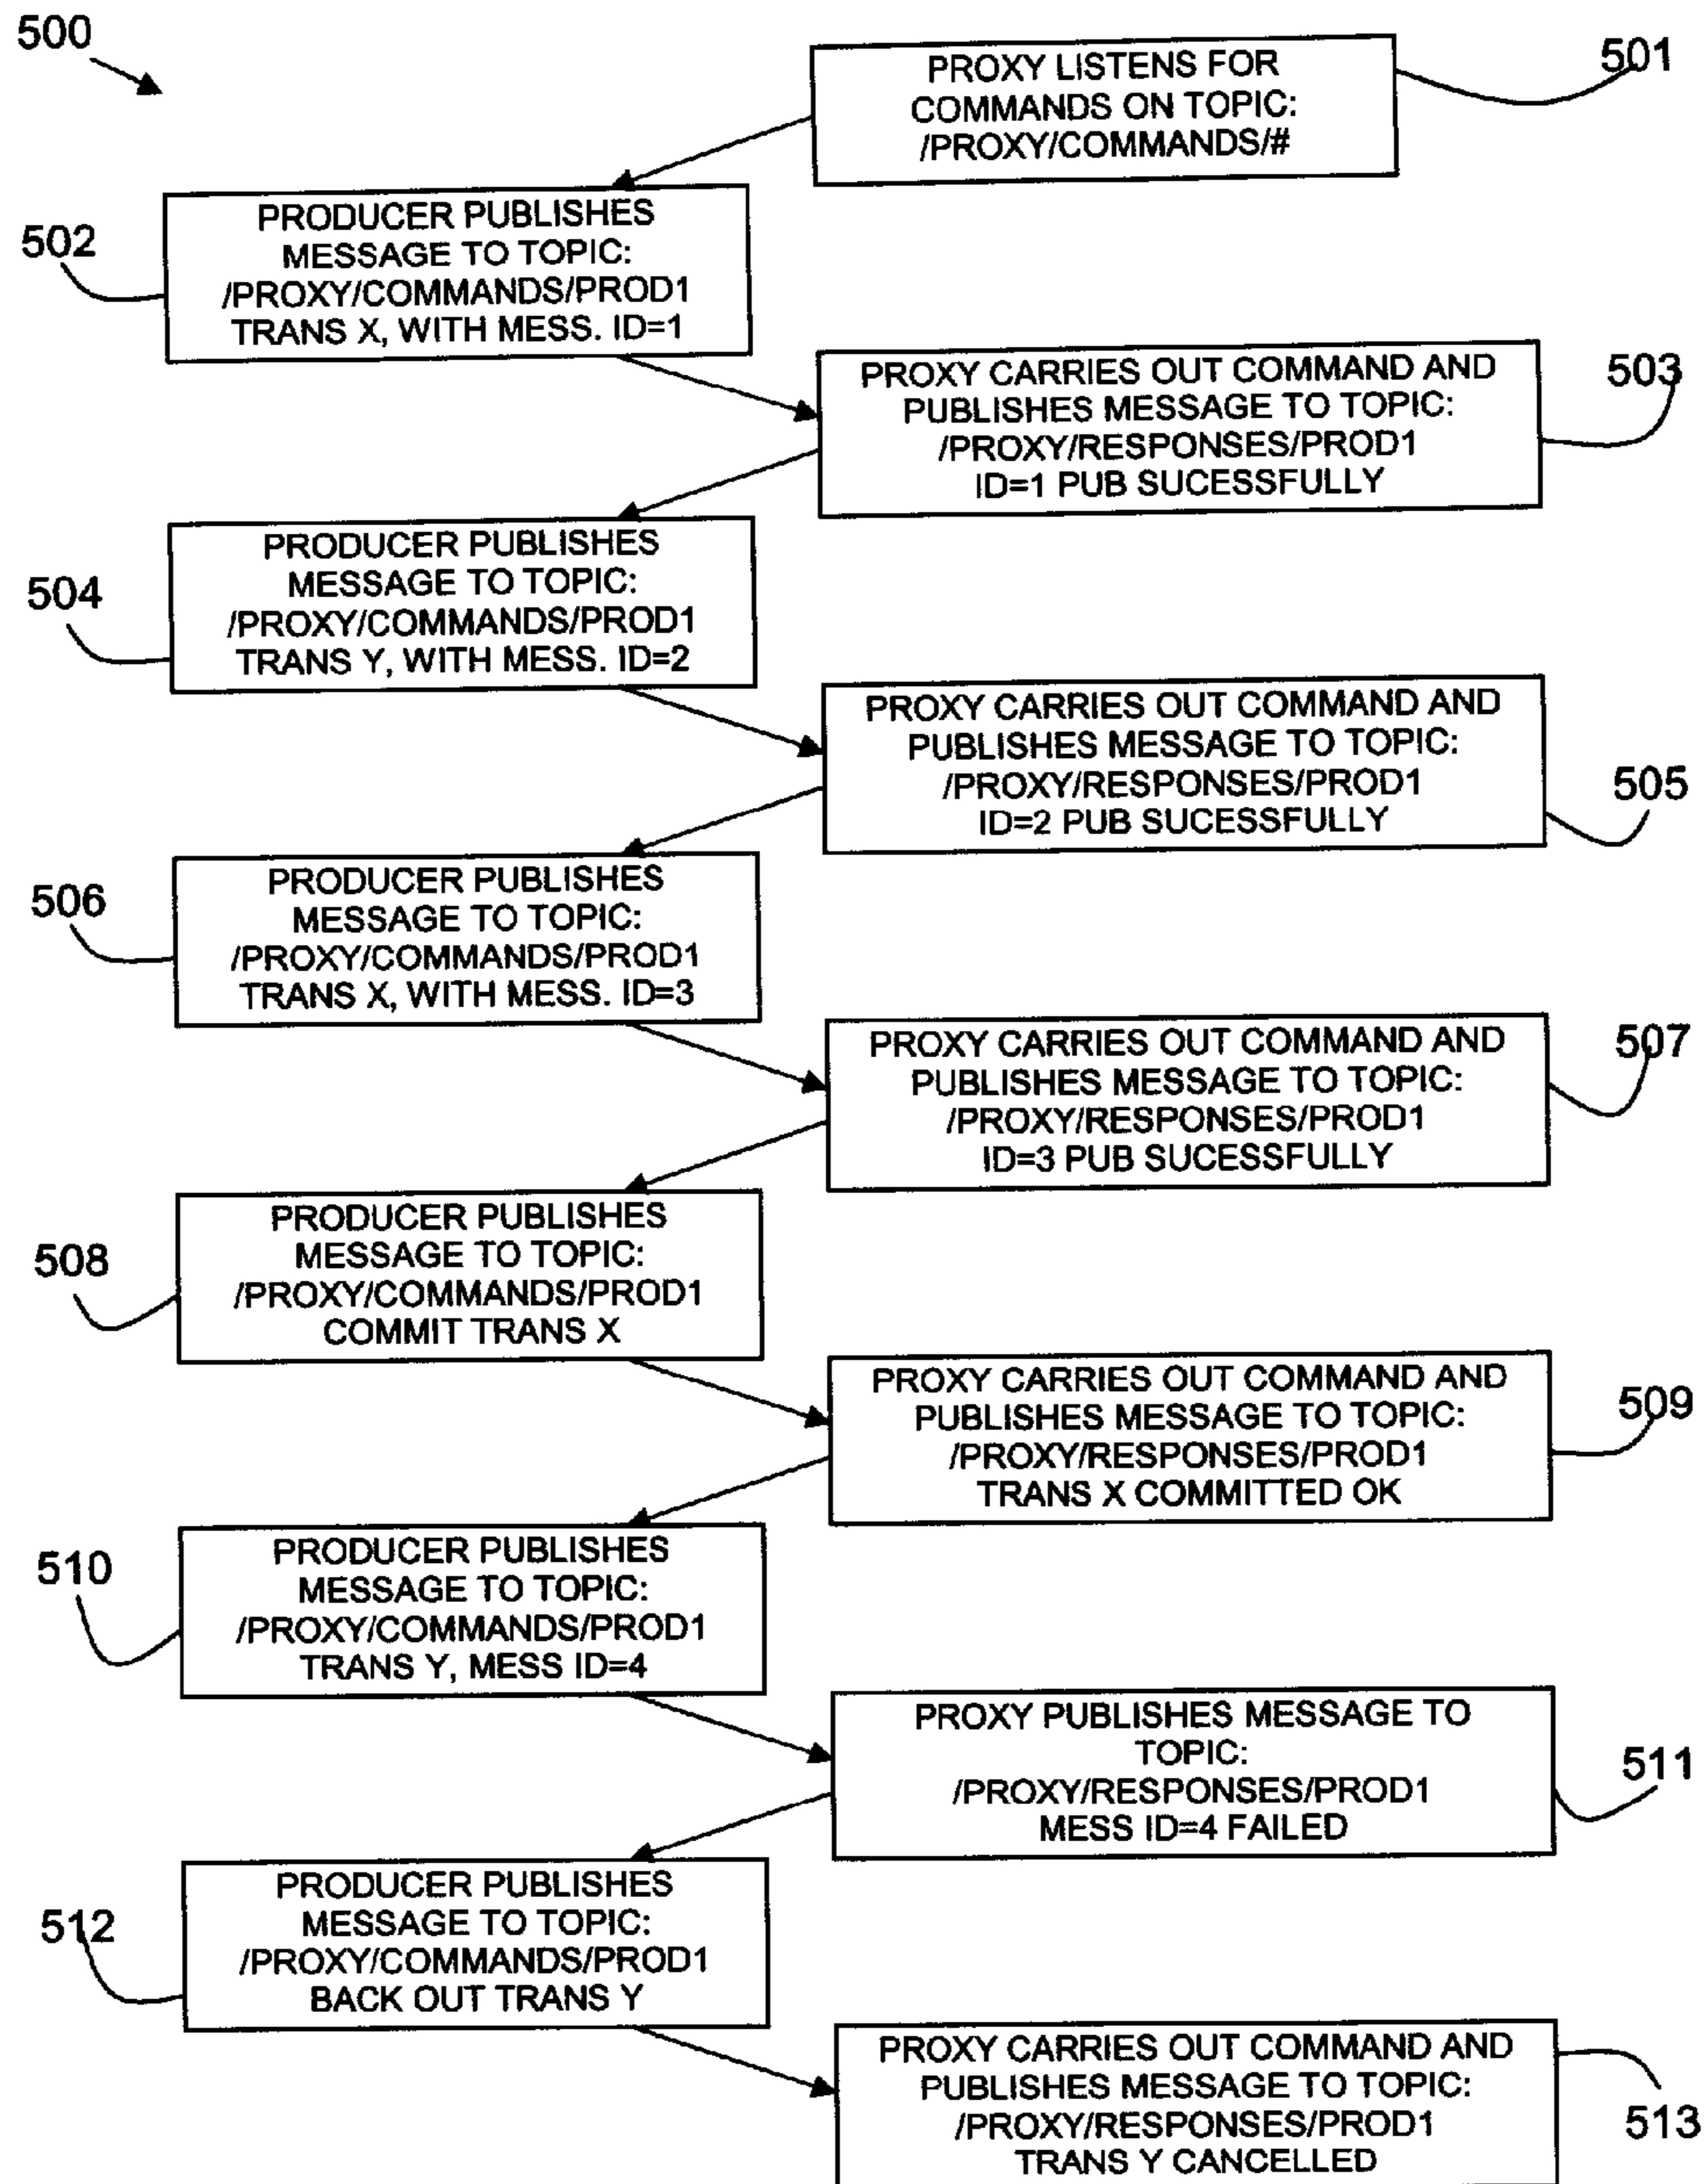 500
501
PROXY LISTENS FOR
COMMANDS ON TOPIC:
/PROXY/COMMANDS/#
502
PRODUCER PUBLISHES
MESSAGE TO TOPIC:
/PROXY/COMMANDS/PROD1
TRANS X, WITH MESS. ID=1
503
PROXY CARRIES OUT COMMAND AND
PUBLISHES MESSAGE TO TOPIC:
/PROXY/RESPONSES/PROD1
ID=1 PUB SUCESSFULLY
504
PRODUCER PUBLISHES
MESSAGE TO TOPIC:
/PROXY/COMMANDS/PROD1
TRANS Y, WITH MESS. ID=2
505
PROXY CARRIES OUT COMMAND AND
PUBLISHES MESSAGE TO TOPIC:
/PROXY/RESPONSES/PROD1
ID=2 PUB SUCESSFULLY
506
PRODUCER PUBLISHES
MESSAGE TO TOPIC:
/PROXY/COMMANDS/PROD1
TRANS X, WITH MESS. ID=3
507
PROXY CARRIES OUT COMMAND AND
PUBLISHES MESSAGE TO TOPIC:
/PROXY/RESPONSES/PROD1
ID=3 PUB SUCESSFULLY
508
PRODUCER PUBLISHES
MESSAGE TO TOPIC:
/PROXY/COMMANDS/PROD1
COMMIT TRANS X
509
PROXY CARRIES OUT COMMAND AND
PUBLISHES MESSAGE TO TOPIC:
/PROXY/RESPONSES/PROD1
TRANS X COMMITTED OK
510
PRODUCER PUBLISHES
MESSAGE TO TOPIC:
/PROXY/COMMANDS/PROD1
TRANS Y, MESS ID=4
511
PROXY PUBLISHES MESSAGE TO
TOPIC:
/PROXY/RESPONSES/PROD1
MESS ID=4 FAILED
512
PRODUCER PUBLISHES
MESSAGE TO TOPIC:
/PROXY/COMMANDS/PROD1
BACK OUT TRANS Y
513
PROXY CARRIES OUT COMMAND AND
PUBLISHES MESSAGE TO TOPIC:
/PROXY/RESPONSES/PROD1
TRANS Y CANCELLED